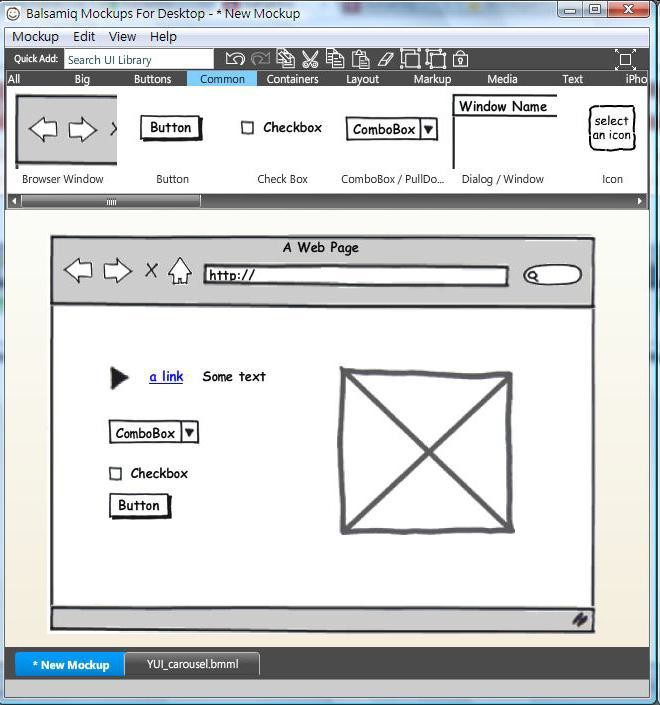 Balsamiq Mockups For Desktop - * New Mockup
Mockup Edit View Help
Quick Add: Search UI Library
All Big Buttons Common Containers Layout Markup Media Text iPho
Button
Checkbox
ComboBox
Window Name
select
an icon
Browser Window Button Check Box ComboBox / PullDo... Dialog / Window Icon
A Web Page
http://
a link Some text
ComboBox
Checkbox
Button
* New Mockup YUI_carousel.bmml